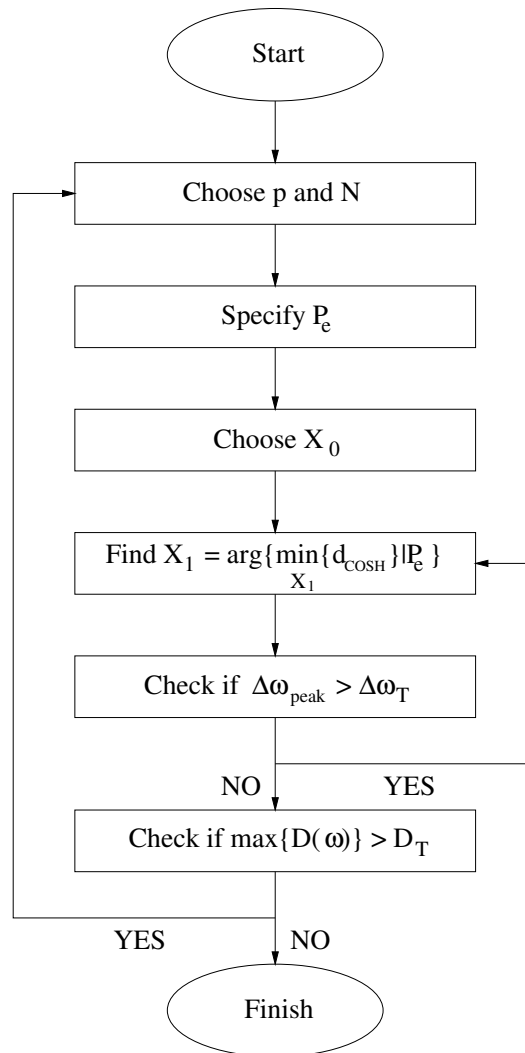 Start
Choose p and N
Specify P_e
Choose X_0
Find X_1 = arg{min{d_COSH}|P_e}
X_1
Check if Δω_peak > Δω_T
NO YES
Check if max{D(ω)} > D_T
YES NO
Finish